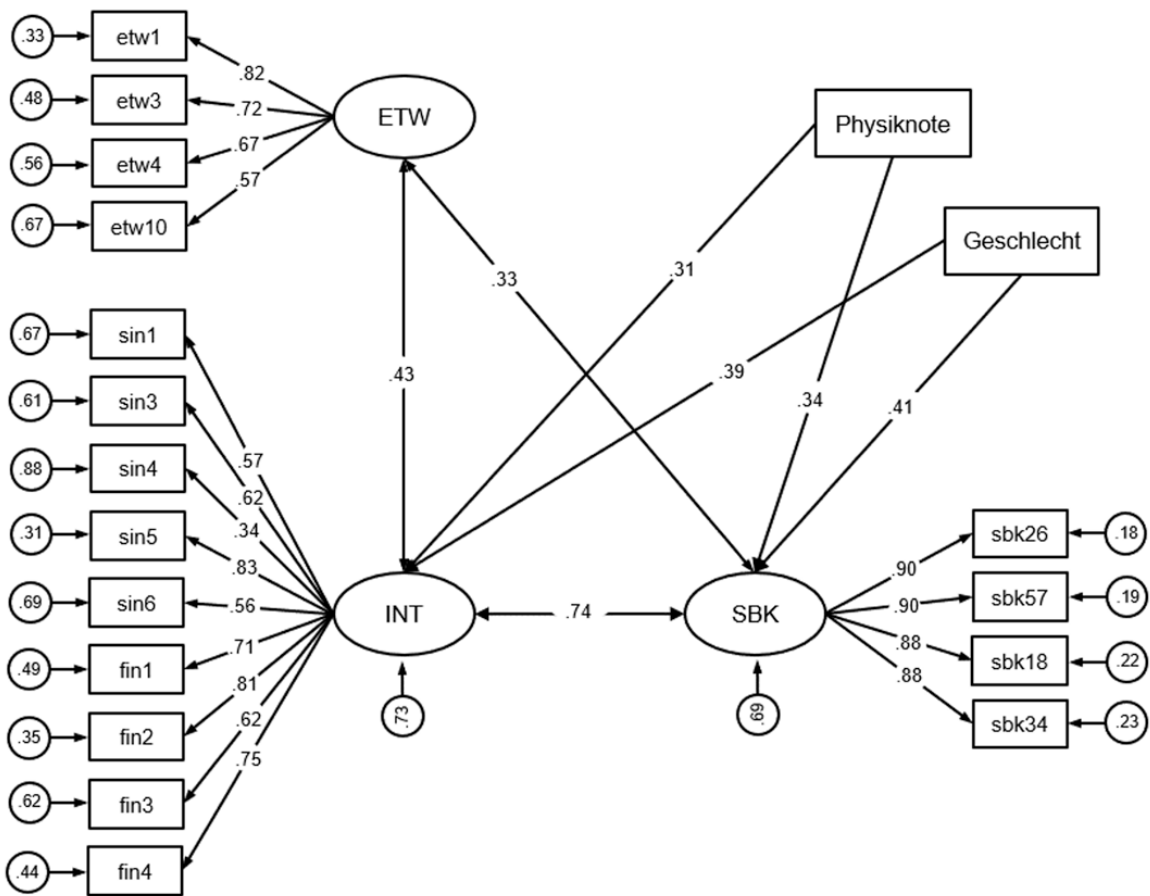 .33 etw1
.82
.48 etw3
.72
.56 etw4
.67
.67 etw10
.57
ETW
Physiknote
Geschlecht
.43
.33
.31
.39
.34
.41
.67 sin1
.57
.61 sin3
.62
.88 sin4
.34
.31 sin5
.83
.69 sin6
.56
.49 fin1
.71
.35 fin2
.81
.62 fin3
.62
.44 fin4
.75
INT
.73
.74
SBK
.69
.90
sbk26 .18
.90
sbk57 .19
.88
sbk18 .22
.88
sbk34 .23